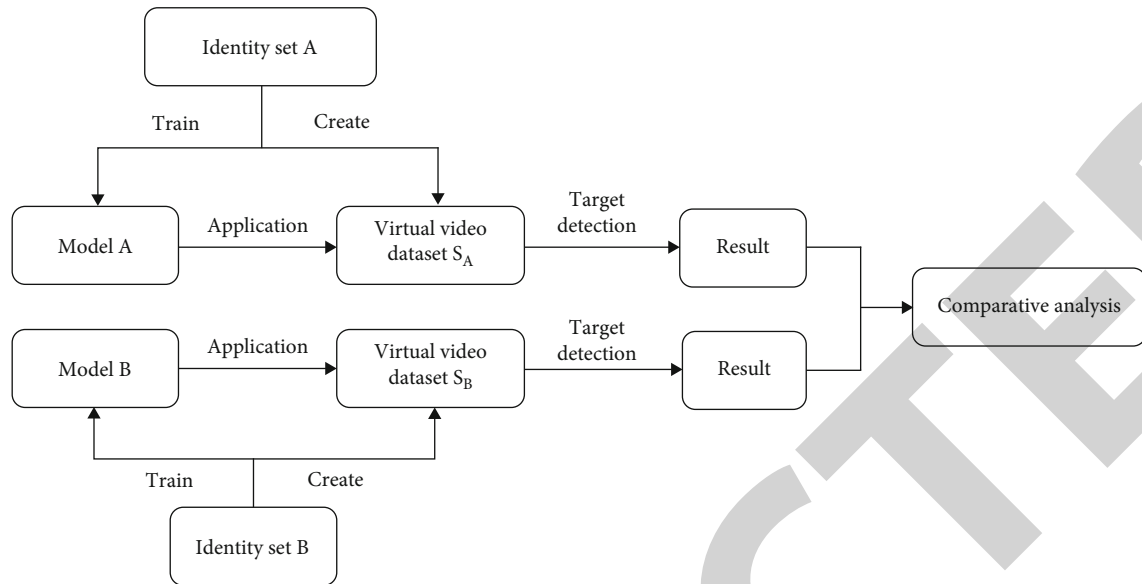 Identity set A
Train
Create
Model A
Application
Virtual video
dataset S_A
Target
detection
Result
Comparative analysis
Model B
Application
Virtual video
dataset S_B
Target
detection
Result
Train
Create
Identity set B
CTE